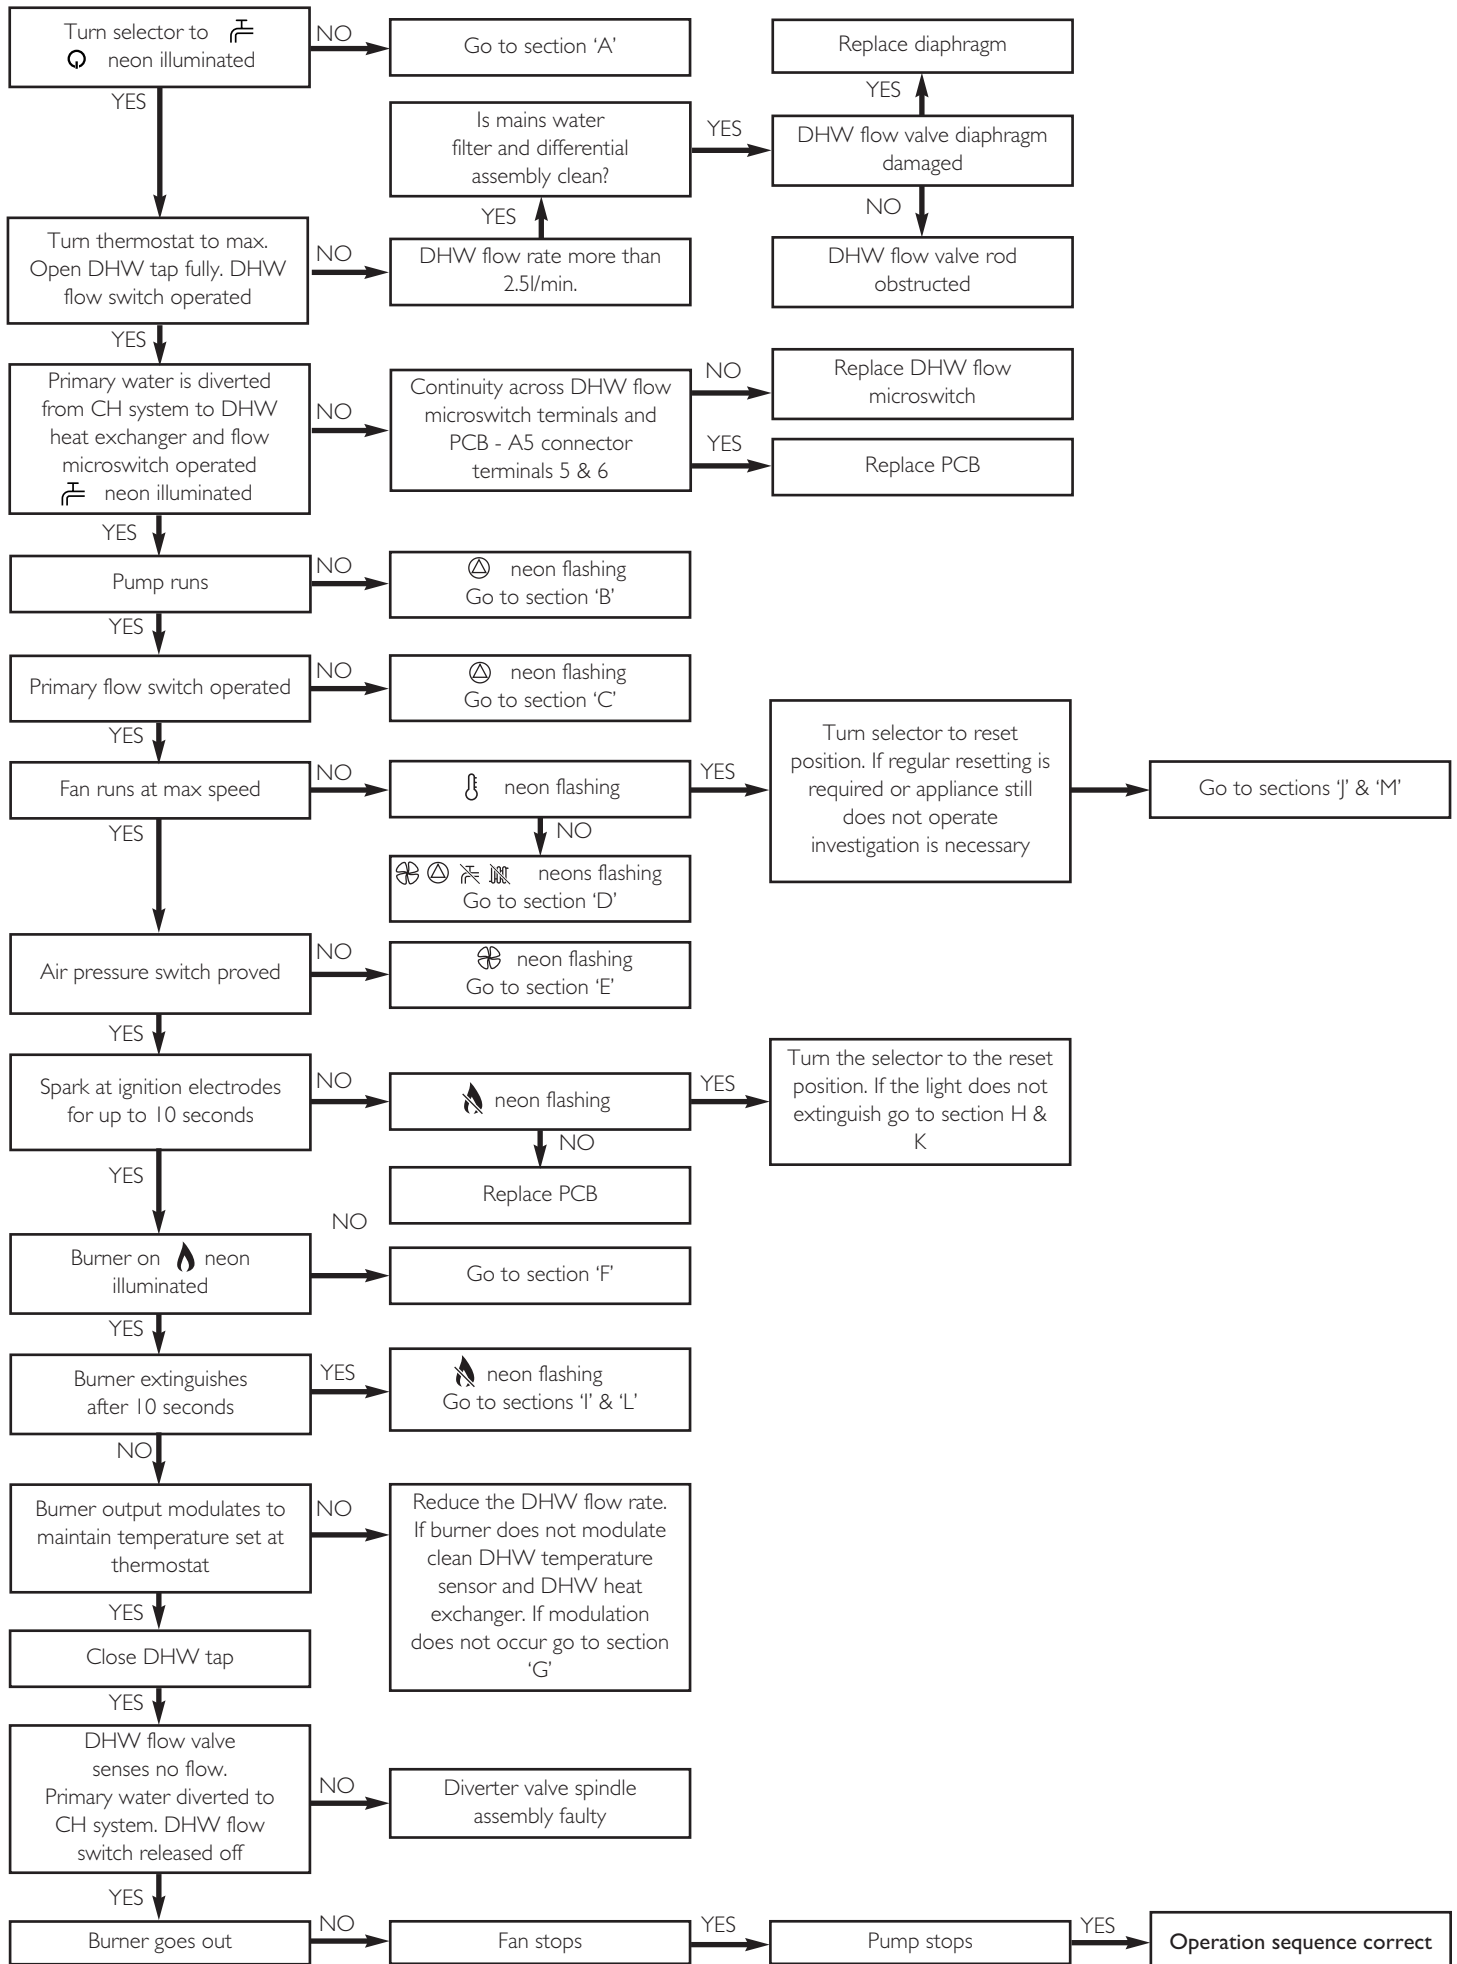 Turn selector to
neon illuminated
NO
Go to section ‘A’
Replace diaphragm
YES
YES
Is mains water
filter and differential
assembly clean?
YES
DHW flow valve diaphragm
damaged
YES
NO
Turn thermostat to max.
Open DHW tap fully. DHW
flow switch operated
NO
DHW flow rate more than
2.5l/min.
DHW flow valve rod
obstructed
YES
Primary water is diverted
from CH system to DHW
heat exchanger and flow
microswitch operated
neon illuminated
NO
Continuity across DHW flow
microswitch terminals and
PCB - A5 connector
terminals 5 & 6
NO
Replace DHW flow
microswitch
YES
Replace PCB
YES
Pump runs
NO
neon flashing
Go to section ‘B’
YES
Primary flow switch operated
NO
neon flashing
Go to section ‘C’
YES
Fan runs at max speed
NO
neon flashing
YES
Turn selector to reset
position. If regular resetting is
required or appliance still
does not operate
investigation is necessary
Go to sections ‘J’ & ‘M’
YES
NO
neons flashing
Go to section ‘D’
Air pressure switch proved
NO
neon flashing
Go to section ‘E’
YES
Spark at ignition electrodes
for up to 10 seconds
NO
neon flashing
YES
Turn the selector to the reset
position. If the light does not
extinguish go to section H &
K
YES
NO
Replace PCB
NO
Burner on neon
illuminated
Go to section ‘F’
YES
Burner extinguishes
after 10 seconds
YES
neon flashing
Go to sections ‘I’ & ‘L’
NO
Burner output modulates to
maintain temperature set at
thermostat
NO
Reduce the DHW flow rate.
If burner does not modulate
clean DHW temperature
sensor and DHW heat
exchanger. If modulation
does not occur go to section
‘G’
YES
Close DHW tap
YES
DHW flow valve
senses no flow.
Primary water diverted to
CH system. DHW flow
switch released off
NO
Diverter valve spindle
assembly faulty
YES
Burner goes out
NO
Fan stops
YES
Pump stops
YES
Operation sequence correct